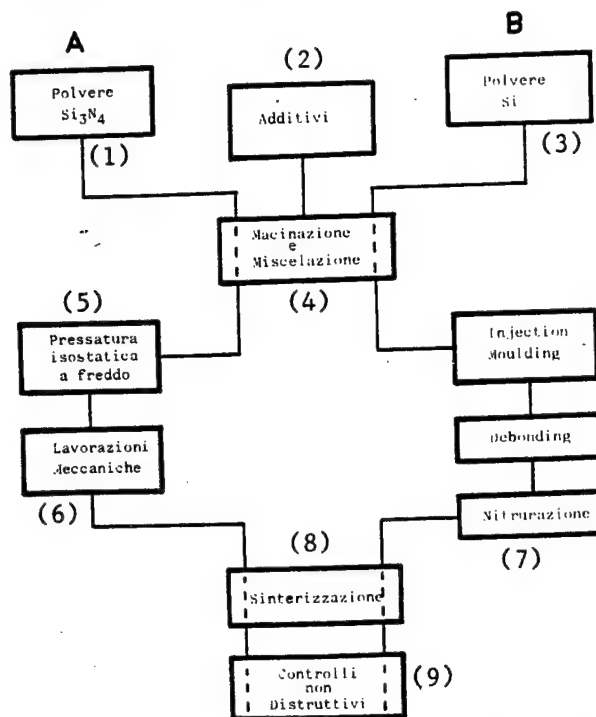 A
B
(2)
Polvere
Si₃N₄
Additivi
Polvere
Si
(1)
(3)
Macinazione
e
Miscelazione
(4)
(5)
Pressatura
isostatica
a freddo
Injection
Moulding
Lavorazioni
Meccaniche
Debonding
(6)
Nitrurazione
(7)
(8)
Sinterizzazione
Controlli
non
Distruttivi
(9)